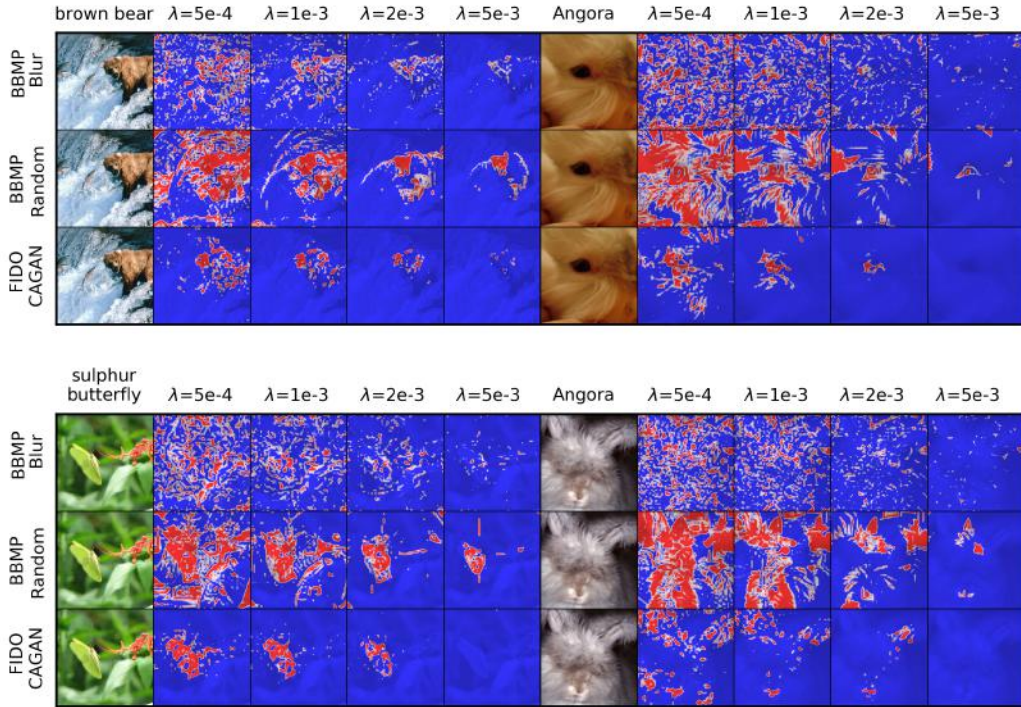 brown bear λ=5e-4 λ=1e-3 λ=2e-3 λ=5e-3 Angora λ=5e-4 λ=1e-3 λ=2e-3 λ=5e-3
BBMP
Blur
BBMP
Random
FIDO
CAGAN
sulphur
butterfly λ=5e-4 λ=1e-3 λ=2e-3 λ=5e-3 Angora λ=5e-4 λ=1e-3 λ=2e-3 λ=5e-3
BBMP
Blur
BBMP
Random
FIDO
CAGAN